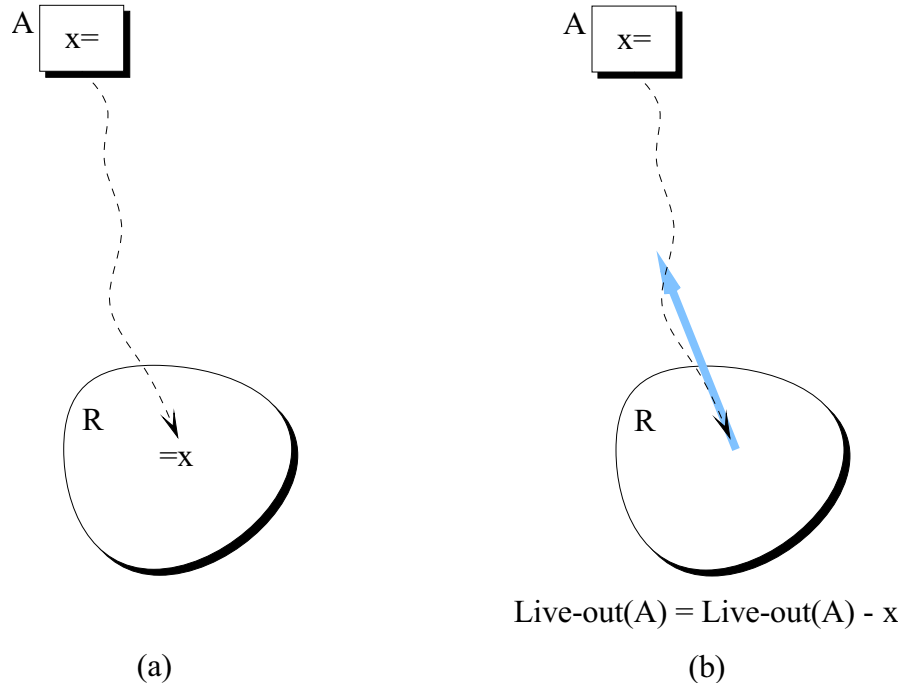 A
x=
R
=x
(a)
A
x=
R
Live-out(A) = Live-out(A) - x
(b)